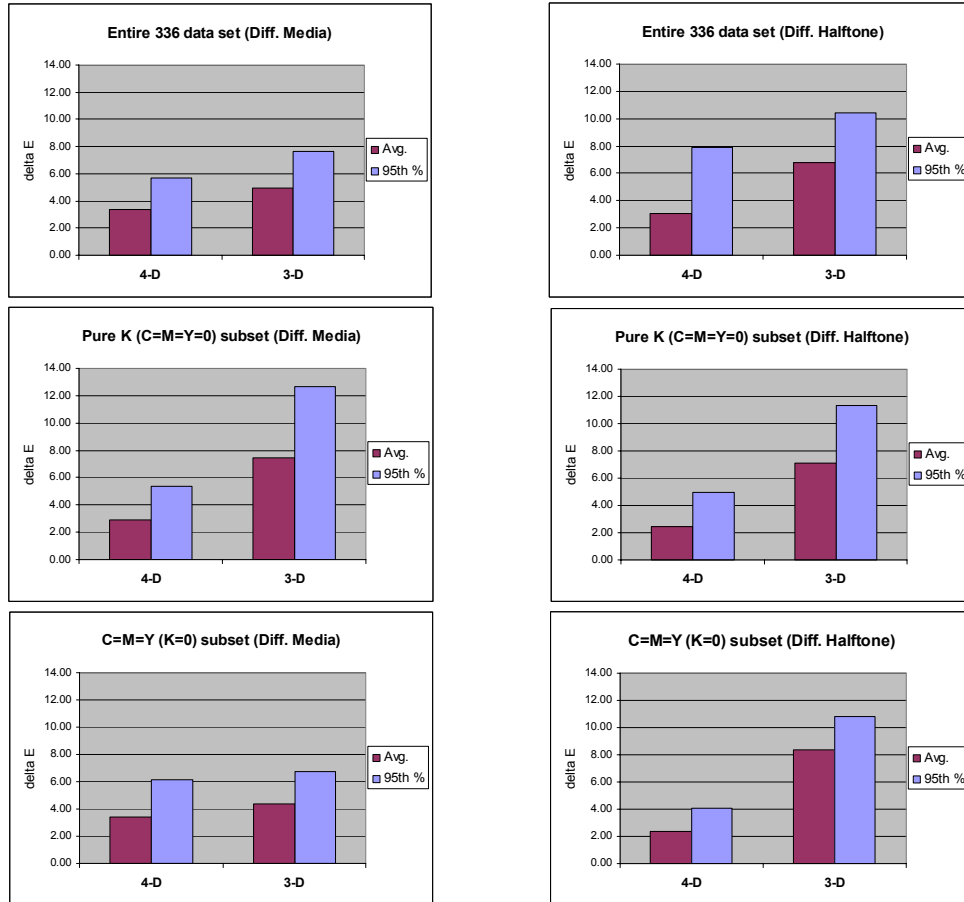 Entire 336 data set (Diff. Media)
14.00
12.00
10.00
8.00
6.00
4.00
2.00
0.00
delta E
4-D
3-D
Avg.
95th %
Entire 336 data set (Diff. Halftone)
14.00
12.00
10.00
8.00
6.00
4.00
2.00
0.00
delta E
4-D
3-D
Avg.
95th %
Pure K (C=M=Y=0) subset (Diff. Media)
14.00
12.00
10.00
8.00
6.00
4.00
2.00
0.00
delta E
4-D
3-D
Avg.
95th %
Pure K (C=M=Y=0) subset (Diff. Halftone)
14.00
12.00
10.00
8.00
6.00
4.00
2.00
0.00
delta E
4-D
3-D
Avg.
95th %
C=M=Y (K=0) subset (Diff. Media)
14.00
12.00
10.00
8.00
6.00
4.00
2.00
0.00
delta E
4-D
3-D
Avg.
95th %
C=M=Y (K=0) subset (Diff. Halftone)
14.00
12.00
10.00
8.00
6.00
4.00
2.00
0.00
delta E
4-D
3-D
Avg.
95th %